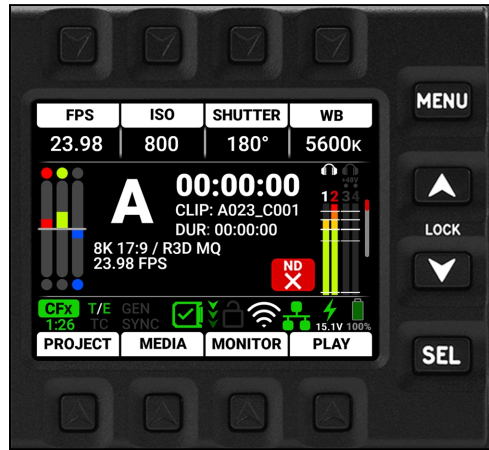 MENU
FPS ISO SHUTTER WB
23.98 800 180° 5600K
+48V
1 2 3 4
A
00:00:00
CLIP: A023_C001
DUR: 00:00:00
LOCK
8K 17:9 / R3D MQ
23.98 FPS
ND
CFx T/E GEN
1:26 TC SYNC
15.1V 100%
PROJECT MEDIA MONITOR PLAY
SEL